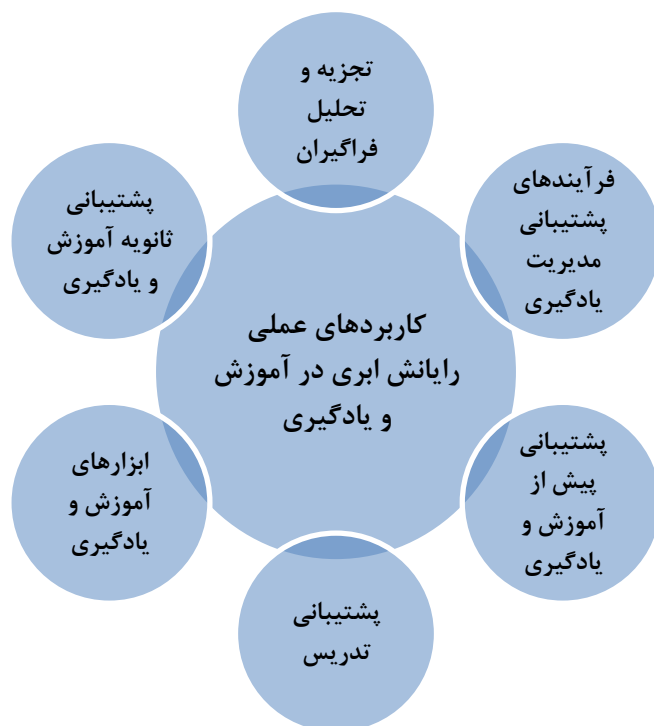 تجزیه و
تحلیل
فراگیران
فرآیندهای
پشتیبانی
مدیریت
یادگیری
پشتیبانی
پیش از
آموزش و
یادگیری
پشتیبانی
تدریس
ابزارهای
آموزش و
یادگیری
پشتیبانی
ثانویه آموزش
و یادگیری
کاربردهای عملی
رایانش ابری در آموزش
و یادگیری